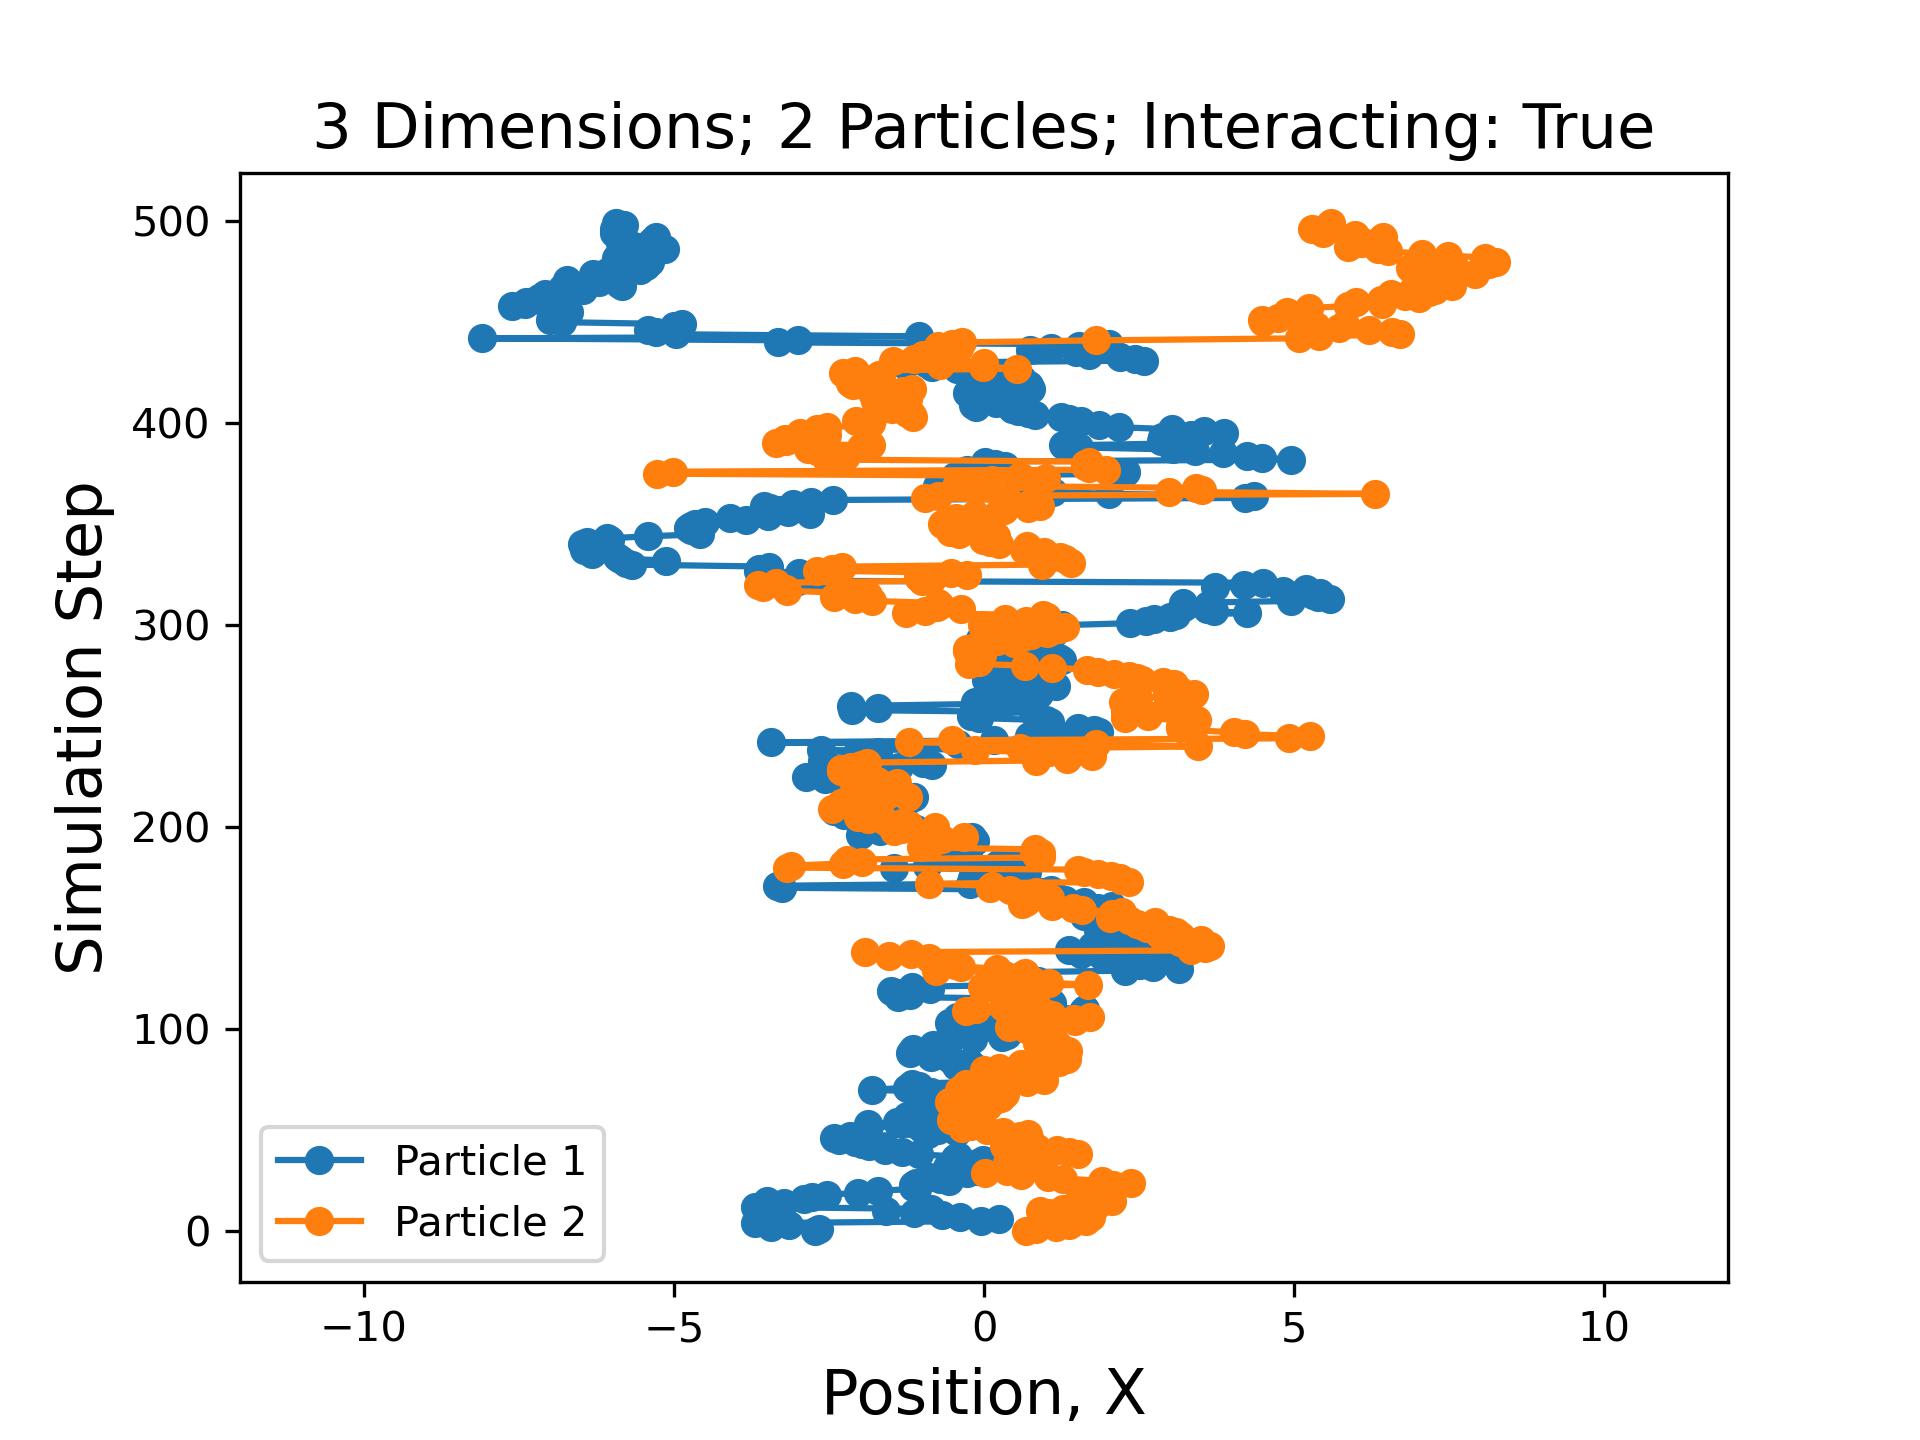 3 Dimensions; 2 Particles; Interacting: True
Simulation Step
500
400
300
200
100
0
Particle 1
Particle 2
−10
−5
0
5
10
Position, X